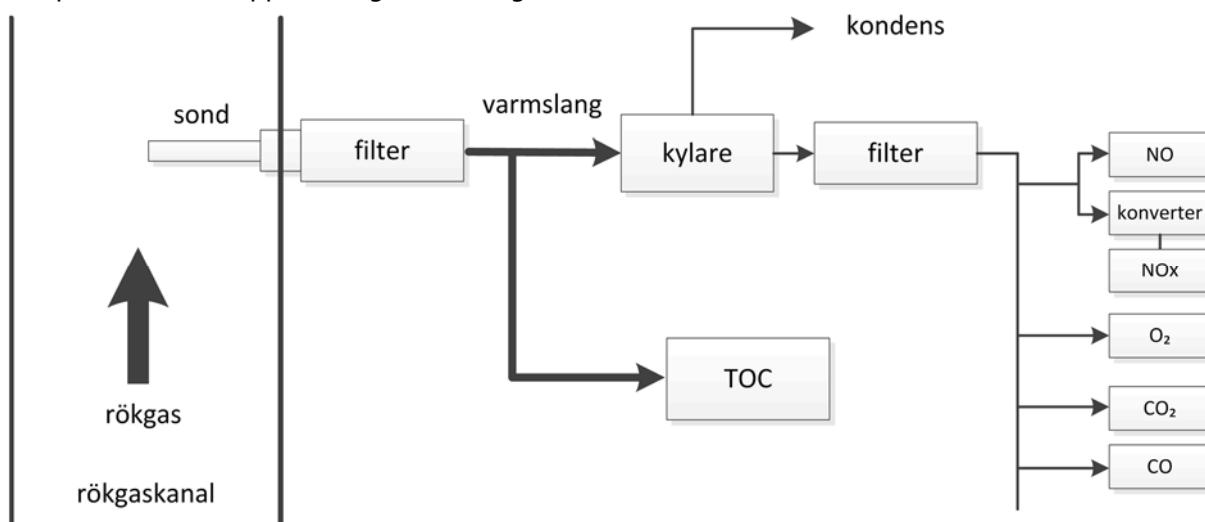 kondens
varmslang
sond
filter
kylare
filter
NO
konverter
NOx
O₂
TOC
CO₂
rökgas
CO
rökgaskanal